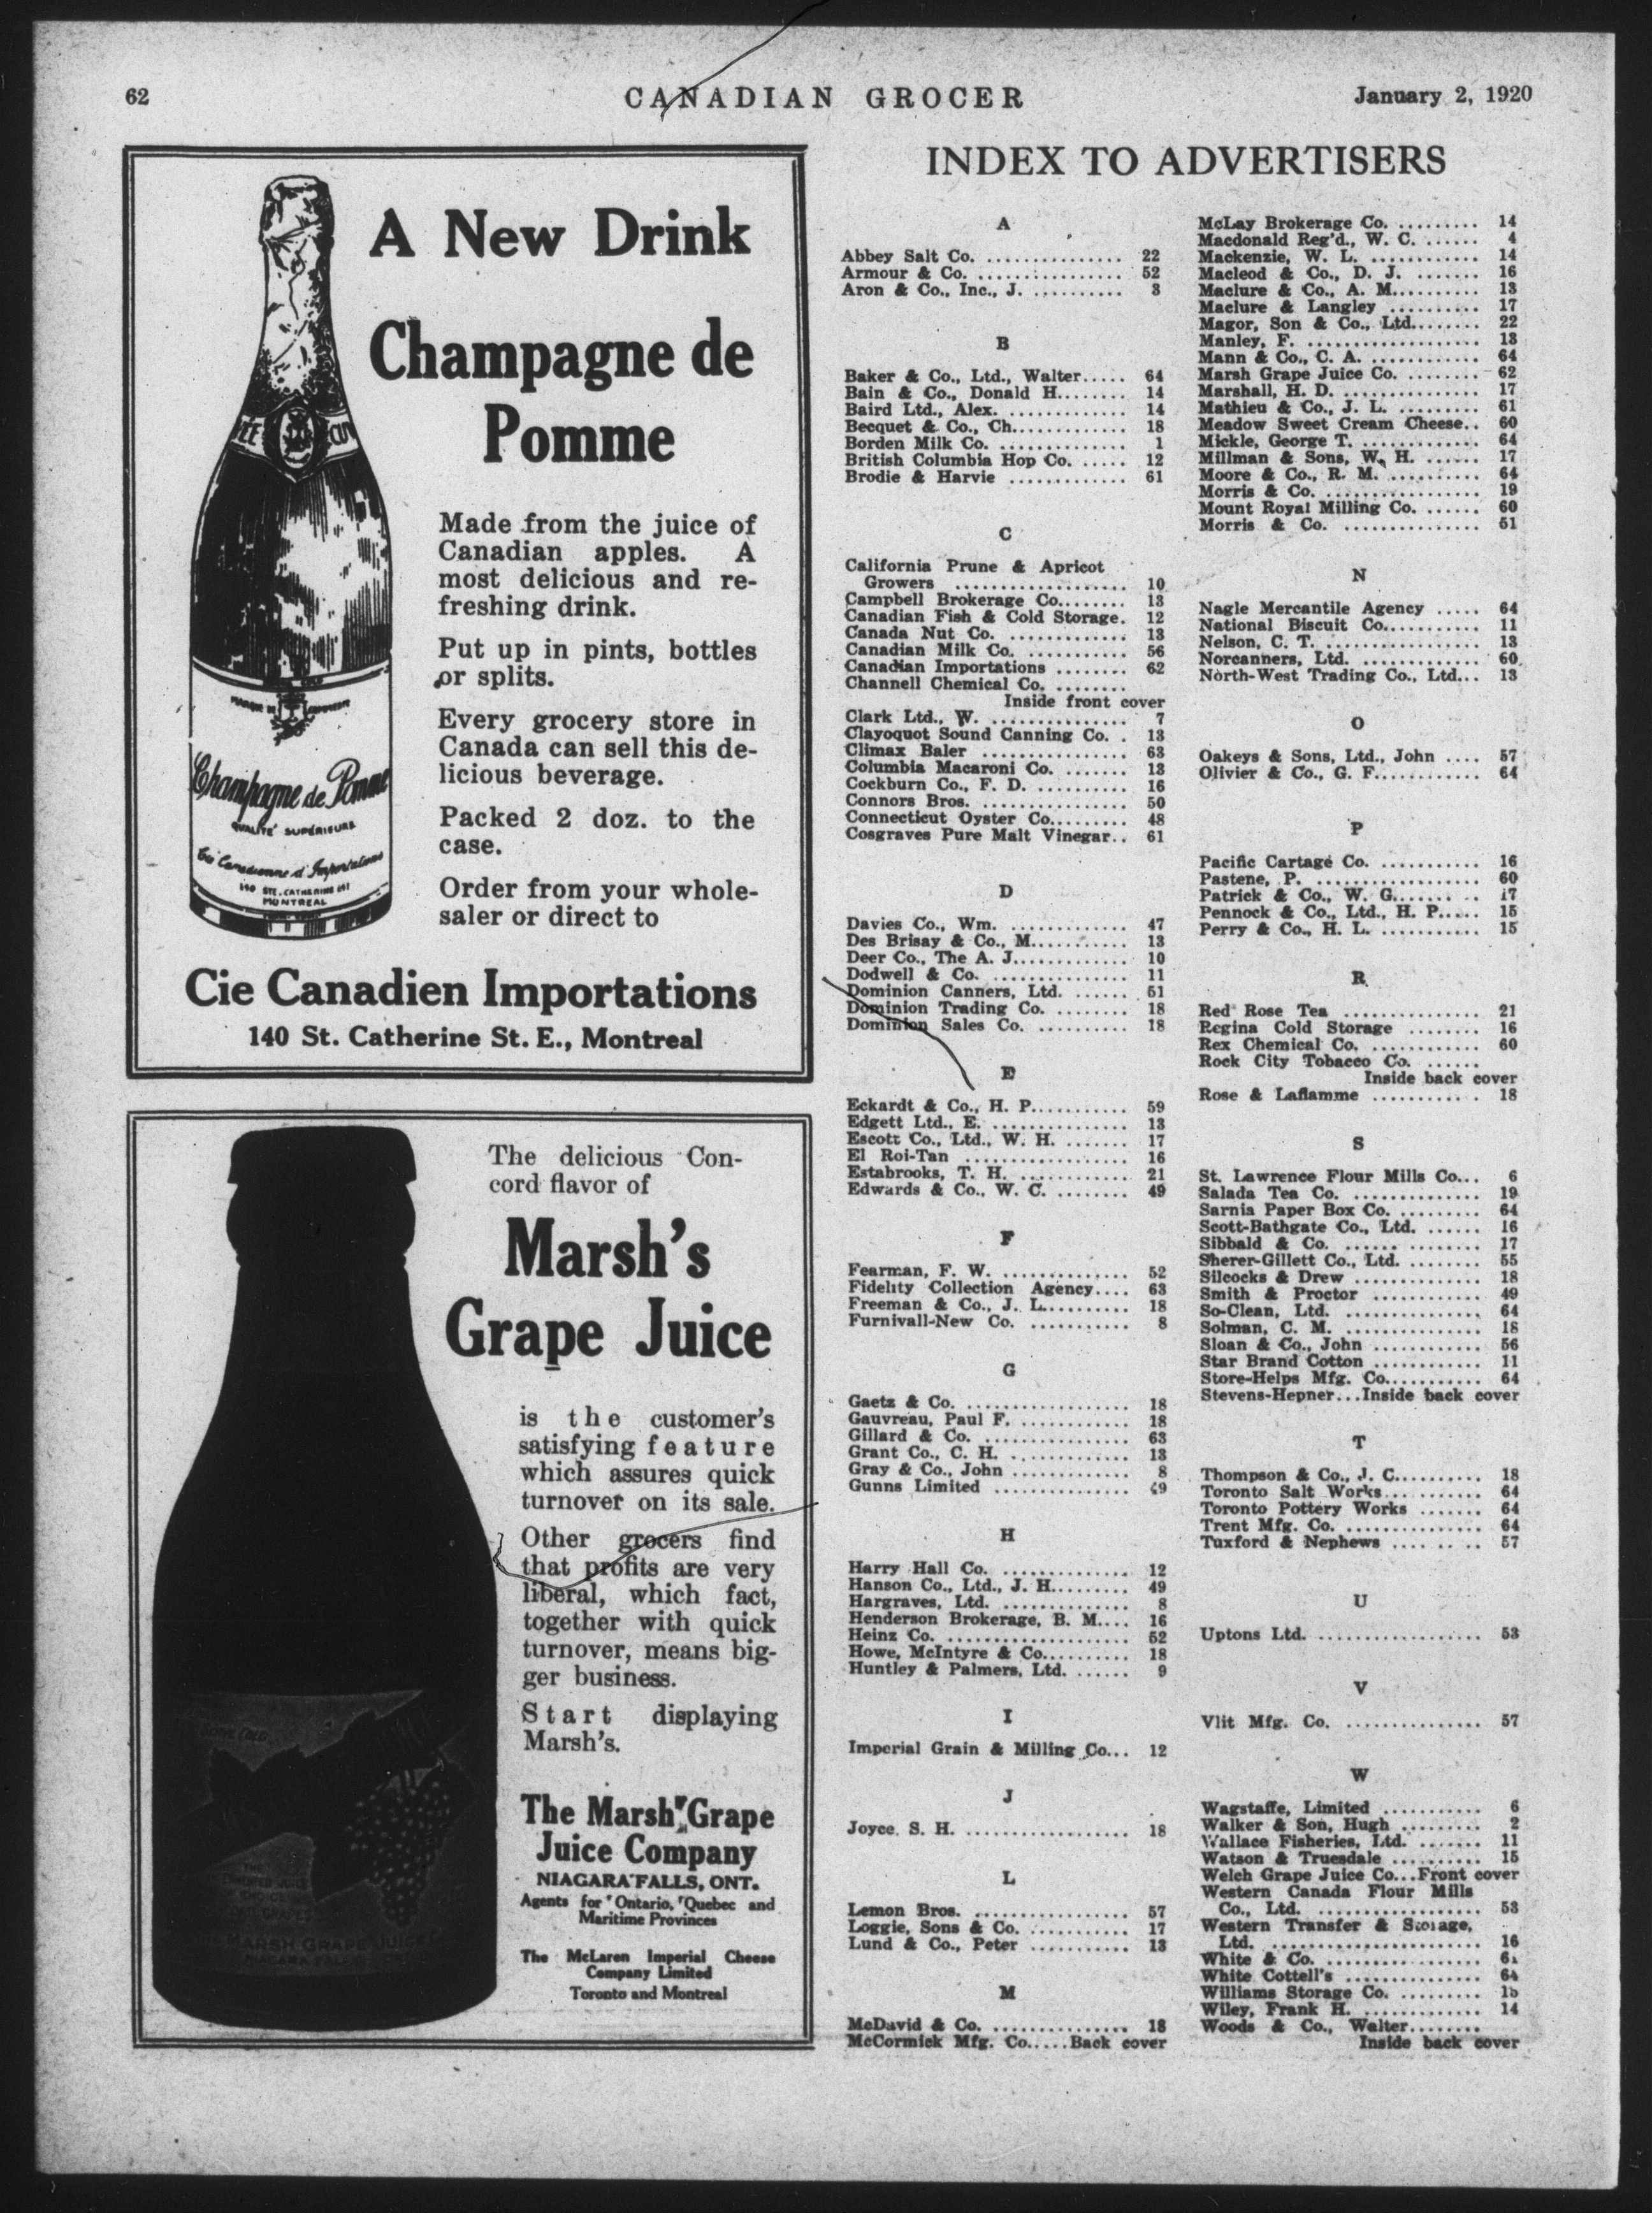 62
CANADIAN GROCER
January 2, 1920
A New Drink
Champagne de
Pomme
Made from the juice of
Canadian apples. A
most delicious and re-
freshing drink.
Put up in pints, bottles
or splits.
Every grocery store in
Canada can sell this de-
licious beverage.
Packed 2 doz. to the
case.
Order from your whole-
saler or direct to
Champagne de Pomme
QUALITÉ SUPÉRIEURE
Cie Canadienne d'Importations
140 STE. CATHERINE EST
MONTREAL
Cie Canadien Importations
140 St. Catherine St. E., Montreal
The delicious Con-
cord flavor of
Marsh's
Grape Juice
is the customer's
satisfying feature
which assures quick
turnover on its sale.
Other grocers find
that profits are very
liberal, which fact,
together with quick
turnover, means big-
ger business.
Start displaying
Marsh's.
The Marsh Grape
Juice Company
NIAGARA FALLS, ONT.
Agents for Ontario, Quebec and
Maritime Provinces
The McLaren Imperial Cheese
Company Limited
Toronto and Montreal
SERVE COLD
MARSH GRAPE JUICE
NIAGARA FALLS
INDEX TO ADVERTISERS
A
Abbey Salt Co. ............... 22
Armour & Co. ................ 52
Aron & Co., Inc., J. .......... 3
B
Baker & Co., Ltd., Walter..... 64
Bain & Co., Donald H........ 14
Baird Ltd., Alex. ............. 14
Becquet & Co., Ch............. 18
Borden Milk Co. .............. 1
British Columbia Hop Co. ..... 12
Brodie & Harvie ............. 61
C
California Prune & Apricot
Growers ................... 10
Campbell Brokerage Co........ 13
Canadian Fish & Cold Storage. 12
Canada Nut Co. ............. 13
Canadian Milk Co. ........... 56
Canadian Importations ........ 62
Channell Chemical Co. ........
Inside front cover
Clark Ltd., W. ............... 7
Clayoquot Sound Canning Co. . 13
Climax Baler ................ 63
Columbia Macaroni Co. ....... 13
Cockburn Co., F. D. .......... 16
Connors Bros. ................ 50
Connecticut Oyster Co......... 48
Cosgraves Pure Malt Vinegar.. 61
D
Davies Co., Wm. ............. 47
Des Brisay & Co., M........... 13
Deer Co., The A. J............ 10
Dodwell & Co. ............... 11
Dominion Canners, Ltd. ...... 51
Dominion Trading Co. ........ 18
Dominion Sales Co. .......... 18
E
Eckardt & Co., H. P........... 59
Edgett Ltd., E. ............... 13
Escott Co., Ltd., W. H. ....... 17
El Roi-Tan .................. 16
Estabrooks, T. H. ............ 21
Edwards & Co., W. C. ........ 49
F
Fearman, F. W. .............. 52
Fidelity Collection Agency.... 63
Freeman & Co., J. L.......... 18
Furnivall-New Co. ........... 8
G
Gaetz & Co. .................. 18
Gauvreau, Paul F. ............ 18
Gillard & Co. ................ 63
Grant Co., C. H. ............. 13
Gray & Co., John ............. 8
Gunns Limited ............... 49
H
Harry Hall Co. .............. 12
Hanson Co., Ltd., J. H......... 49
Hargraves, Ltd. .............. 8
Henderson Brokerage, B. M.... 16
Heinz Co. .................... 52
Howe, McIntyre & Co.......... 18
Huntley & Palmers, Ltd. ...... 9
I
Imperial Grain & Milling Co... 12
J
Joyce, S. H. .................. 18
L
Lemon Bros. ................. 57
Loggie, Sons & Co. ........... 17
Lund & Co., Peter ........... 13
M
McDavid & Co. ............... 18
McCormick Mfg. Co.....Back cover
McLay Brokerage Co. ......... 14
Macdonald Reg'd., W. C. ...... 4
Mackenzie, W. L. ............ 14
Macleod & Co., D. J. ....... 16
Maclure & Co., A. M.......... 13
Maclure & Langley .......... 17
Magor, Son & Co., Ltd........ 22
Manley, F. ................... 13
Mann & Co., C. A. ............ 64
Marsh Grape Juice Co. ........ 62
Marshall, H. D. ............... 17
Mathieu & Co., J. L. ......... 61
Meadow Sweet Cream Cheese.. 60
Mickle, George T. ............. 64
Millman & Sons, W. H. ...... 17
Moore & Co., R. M. .......... 64
Morris & Co. ................. 19
Mount Royal Milling Co. ...... 60
Morris & Co. ............... 51
N
Nagle Mercantile Agency ..... 64
National Biscuit Co.......... 11
Nelson, C. T. ................. 13
Norcanners, Ltd. ............. 60
North-West Trading Co., Ltd... 13
O
Oakeys & Sons, Ltd., John .... 57
Olivier & Co., G. F............ 64
P
Pacific Cartage Co. ........... 16
Pastene, P. .................. 60
Patrick & Co., W. G.......... 17
Pennock & Co., Ltd., H. P..... 15
Perry & Co., H. L. ........... 15
R
Red Rose Tea ............... 21
Regina Cold Storage ........ 16
Rex Chemical Co. ............ 60
Rock City Tobacco Co. ......
Inside back cover
Rose & Laflamme ........... 18
S
St. Lawrence Flour Mills Co... 6
Salada Tea Co. .............. 19
Sarnia Paper Box Co. ......... 64
Scott-Bathgate Co., Ltd. ...... 16
Sibbald & Co. ............... 17
Sherer-Gillett Co., Ltd. ........ 55
Silcocks & Drew .............. 18
Smith & Proctor ............ 49
So-Clean, Ltd. ............... 64
Solman, C. M. ............... 18
Sloan & Co., John ............ 56
Star Brand Cotton ............ 11
Store-Helps Mfg. Co........... 64
Stevens-Hepner...Inside back cover
T
Thompson & Co., J. C.......... 18
Toronto Salt Works........... 64
Toronto Pottery Works ....... 64
Trent Mfg. Co. ............... 64
Tuxford & Nephews .......... 57
U
Uptons Ltd. ................... 53
V
Vlit Mfg. Co. ............... 57
W
Wagstaffe, Limited ........... 6
Walker & Son, Hugh ......... 2
Wallace Fisheries, Ltd. ....... 11
Watson & Truesdale .......... 15
Welch Grape Juice Co...Front cover
Western Canada Flour Mills
Co., Ltd. .................. 53
Western Transfer & Storage,
Ltd. ....................... 16
White & Co. .................
White Cottell's ............... 64
Williams Storage Co. .........
Wiley, Frank H. ............. 14
Woods & Co., Walter........
Inside back cover